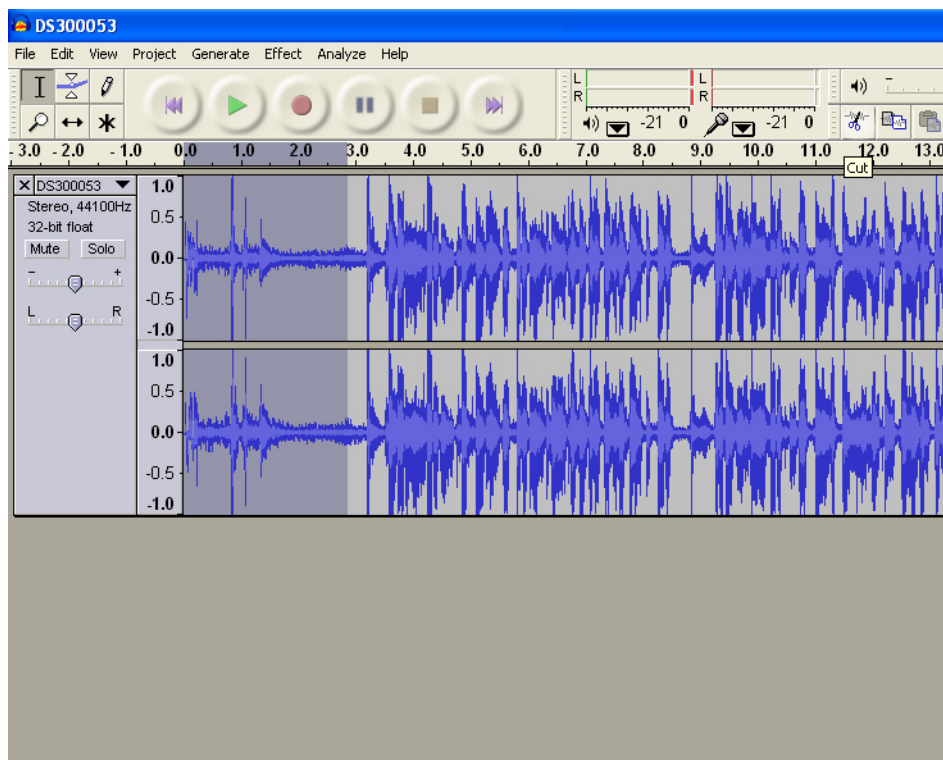 DS300053
File Edit View Project Generate Effect Analyze Help
L
R
L
R
-21 0
-21 0
- 3.0 - 2.0 - 1.0 0.0 1.0 2.0 3.0 4.0 5.0 6.0 7.0 8.0 9.0 10.0 11.0 12.0 13.0
Cut
DS300053
Stereo, 44100Hz
32-bit float
Mute Solo
- +
L R
1.0
0.5
0.0
-0.5
-1.0
1.0
0.5
0.0
-0.5
-1.0